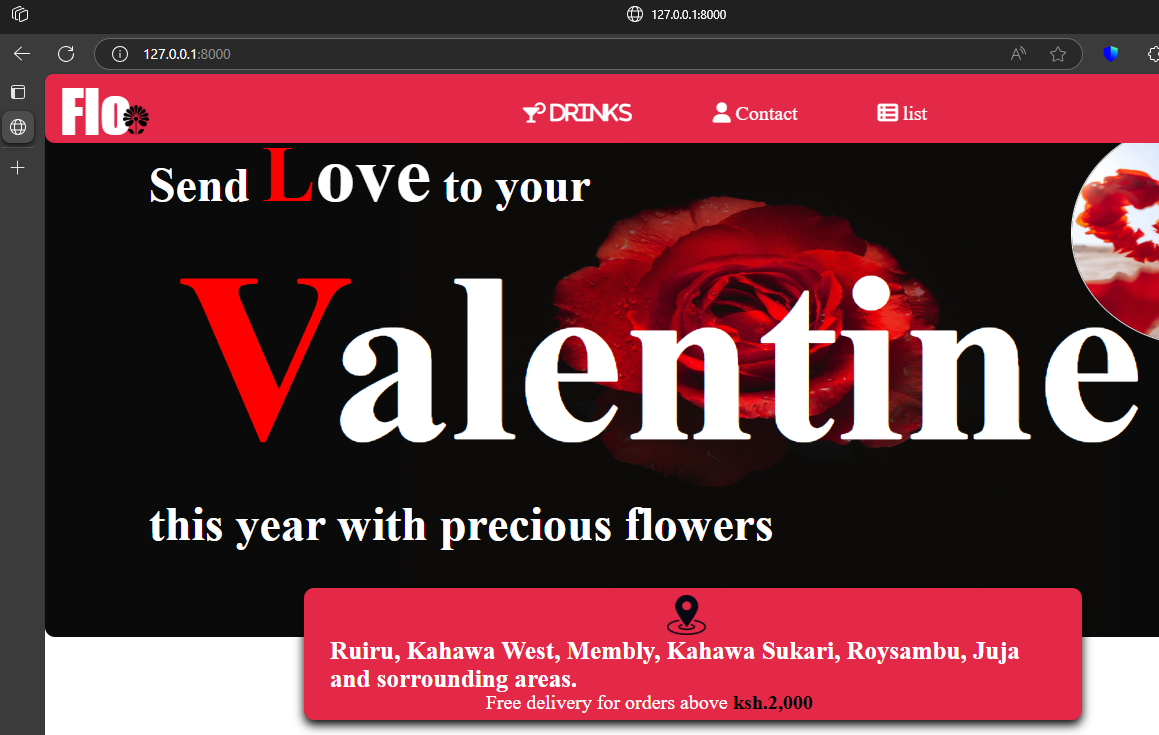 127.0.0.1:8000
127.0.0.1:8000
Flo
DRINKS
Contact
list
Send Love to your
Valentine
this year with precious flowers
Ruiru, Kahawa West, Membly, Kahawa Sukari, Roysambu, Juja
and sorrounding areas.
Free delivery for orders above ksh.2,000